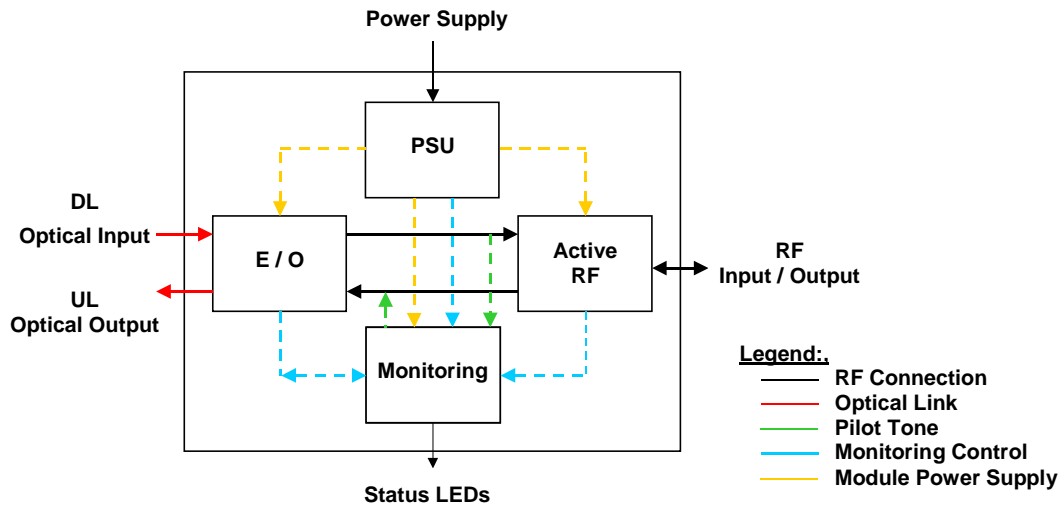 Power Supply
PSU
DL
Optical Input
E / O
Active
RF
RF
Input / Output
UL
Optical Output
Monitoring
Legend:,
RF Connection
Optical Link
Pilot Tone
Monitoring Control
Module Power Supply
Status LEDs